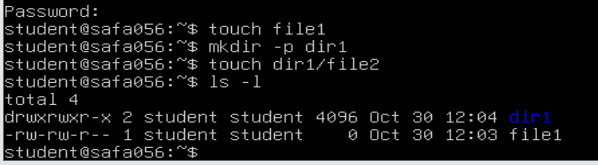 Password:
student@safa056:~$ touch file1
student@safa056:~$ mkdir -p dir1
student@safa056:~$ touch dir1/file2
student@safa056:~$ ls -l
total 4
drwxrwxr-x 2 student student 4096 Oct 30 12:04 dir1
-rw-rw-r-- 1 student student    0 Oct 30 12:03 file1
student@safa056:~$